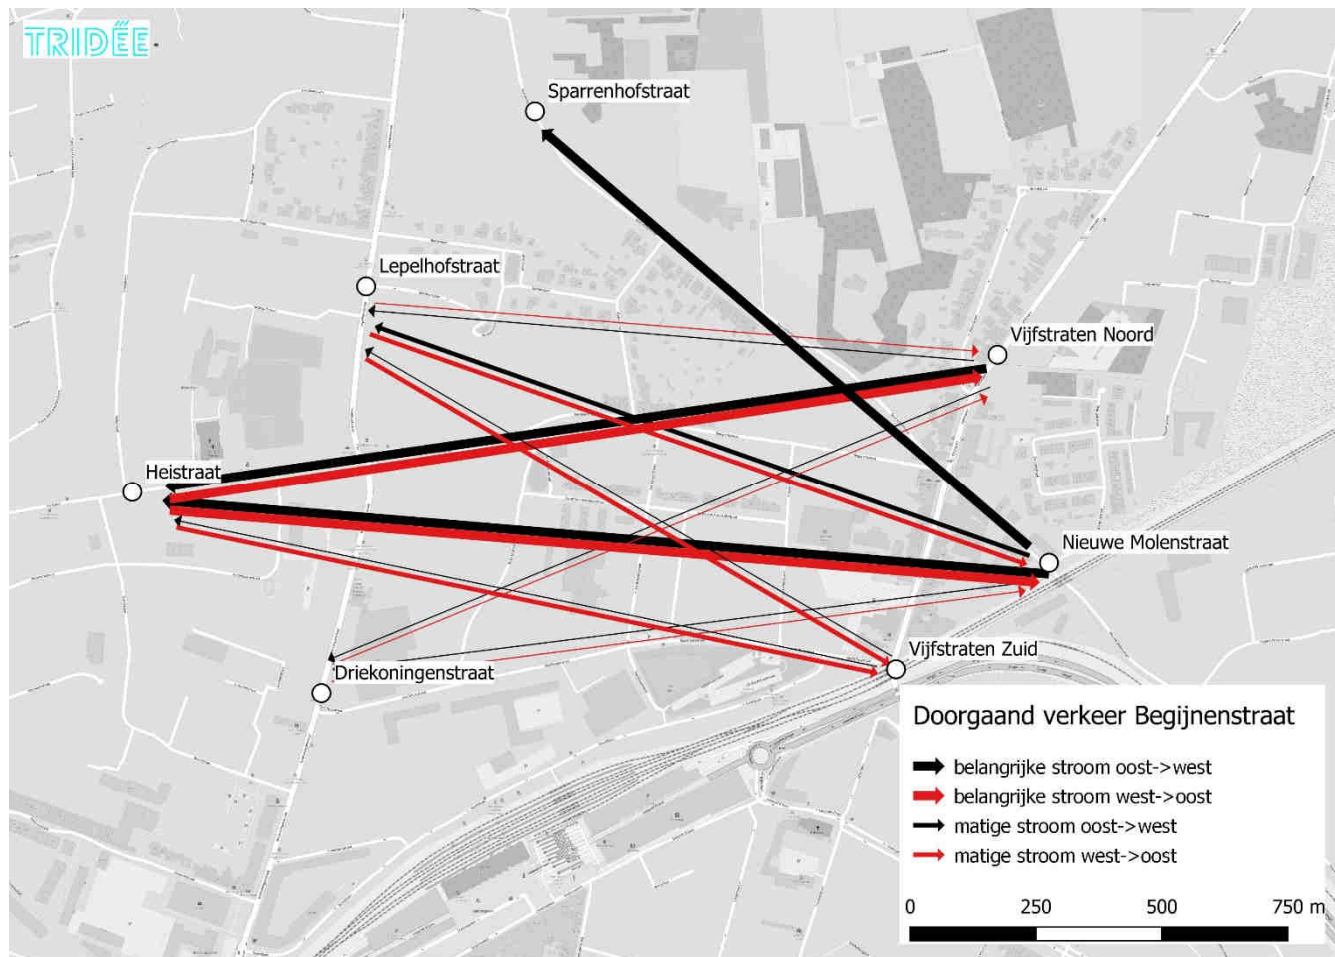 TRIDÉE
Sparrenhofstraat
Lepelhofstraat
Vijfstraten Noord
Heistraat
Nieuwe Molenstraat
Vijfstraten Zuid
Driekoningenstraat
Doorgaand verkeer Begijnenstraat
belangrijke stroom oost->west
belangrijke stroom west->oost
matige stroom oost->west
matige stroom west->oost
0 250 500 750 m